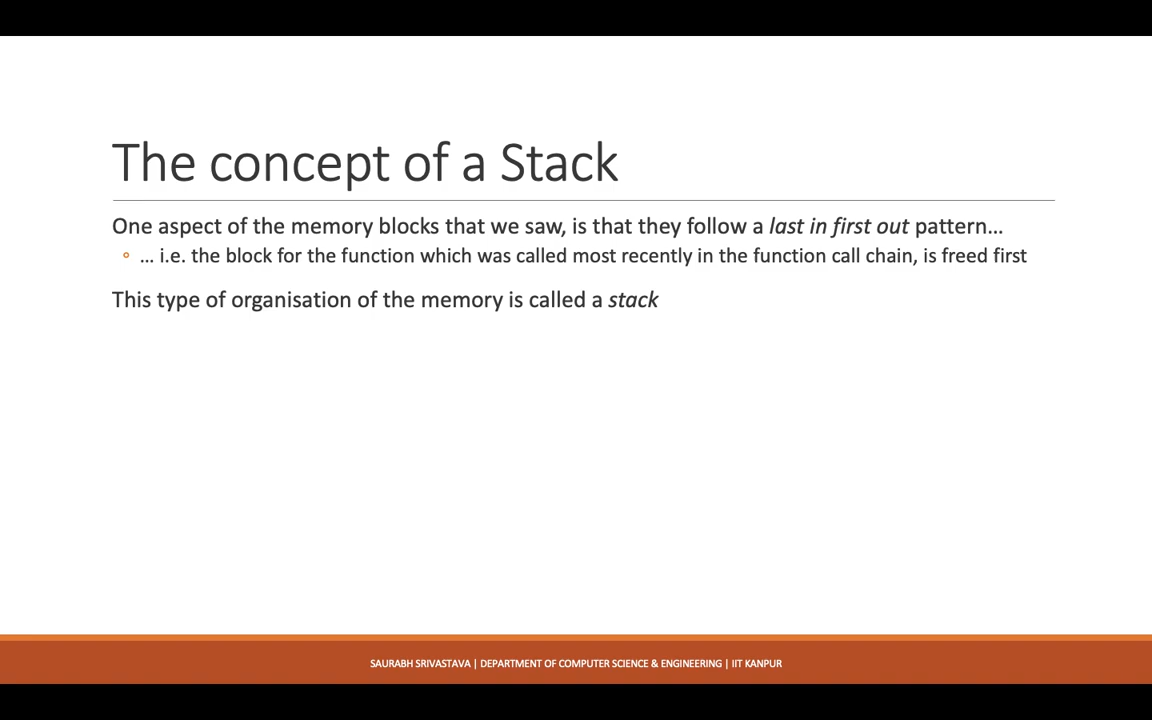 The concept of a Stack
One aspect of the memory blocks that we saw, is that they follow a last in first out pattern…
… i.e. the block for the function which was called most recently in the function call chain, is freed first
This type of organisation of the memory is called a stack
SAURABH SRIVASTAVA | DEPARTMENT OF COMPUTER SCIENCE & ENGINEERING | IIT KANPUR